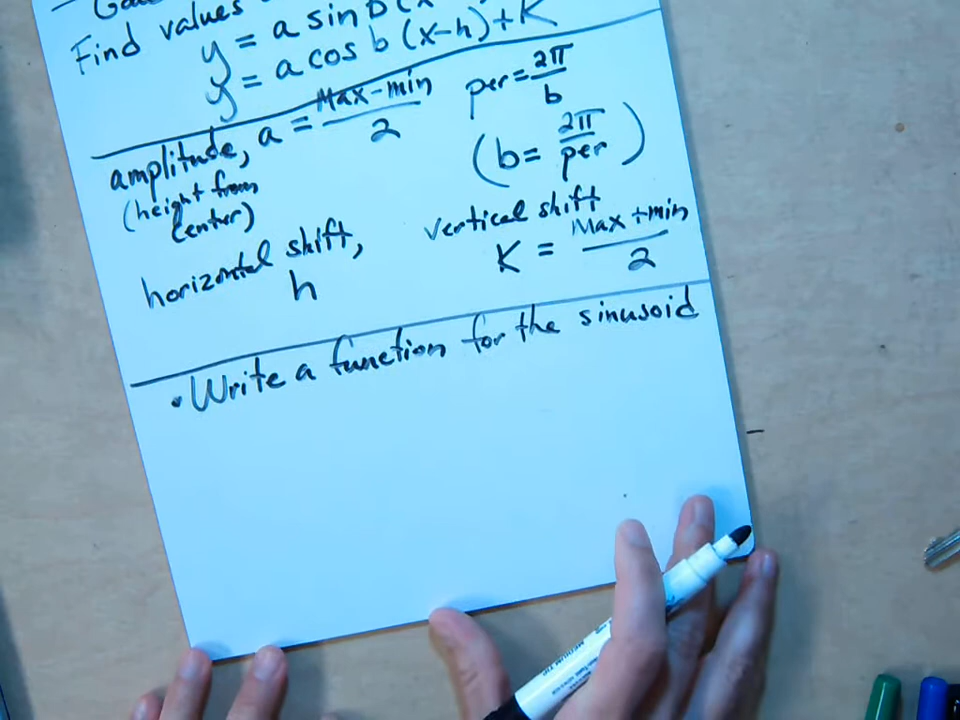 Find values
y = a sin b(x
y = a cos b (x-h)+K
amplitude, a = Max-min / 2
(height from center)
per = 2π / b
(b = 2π / per)
horizontal shift, h
vertical shift
K = Max+min / 2
• Write a function for the sinusoid